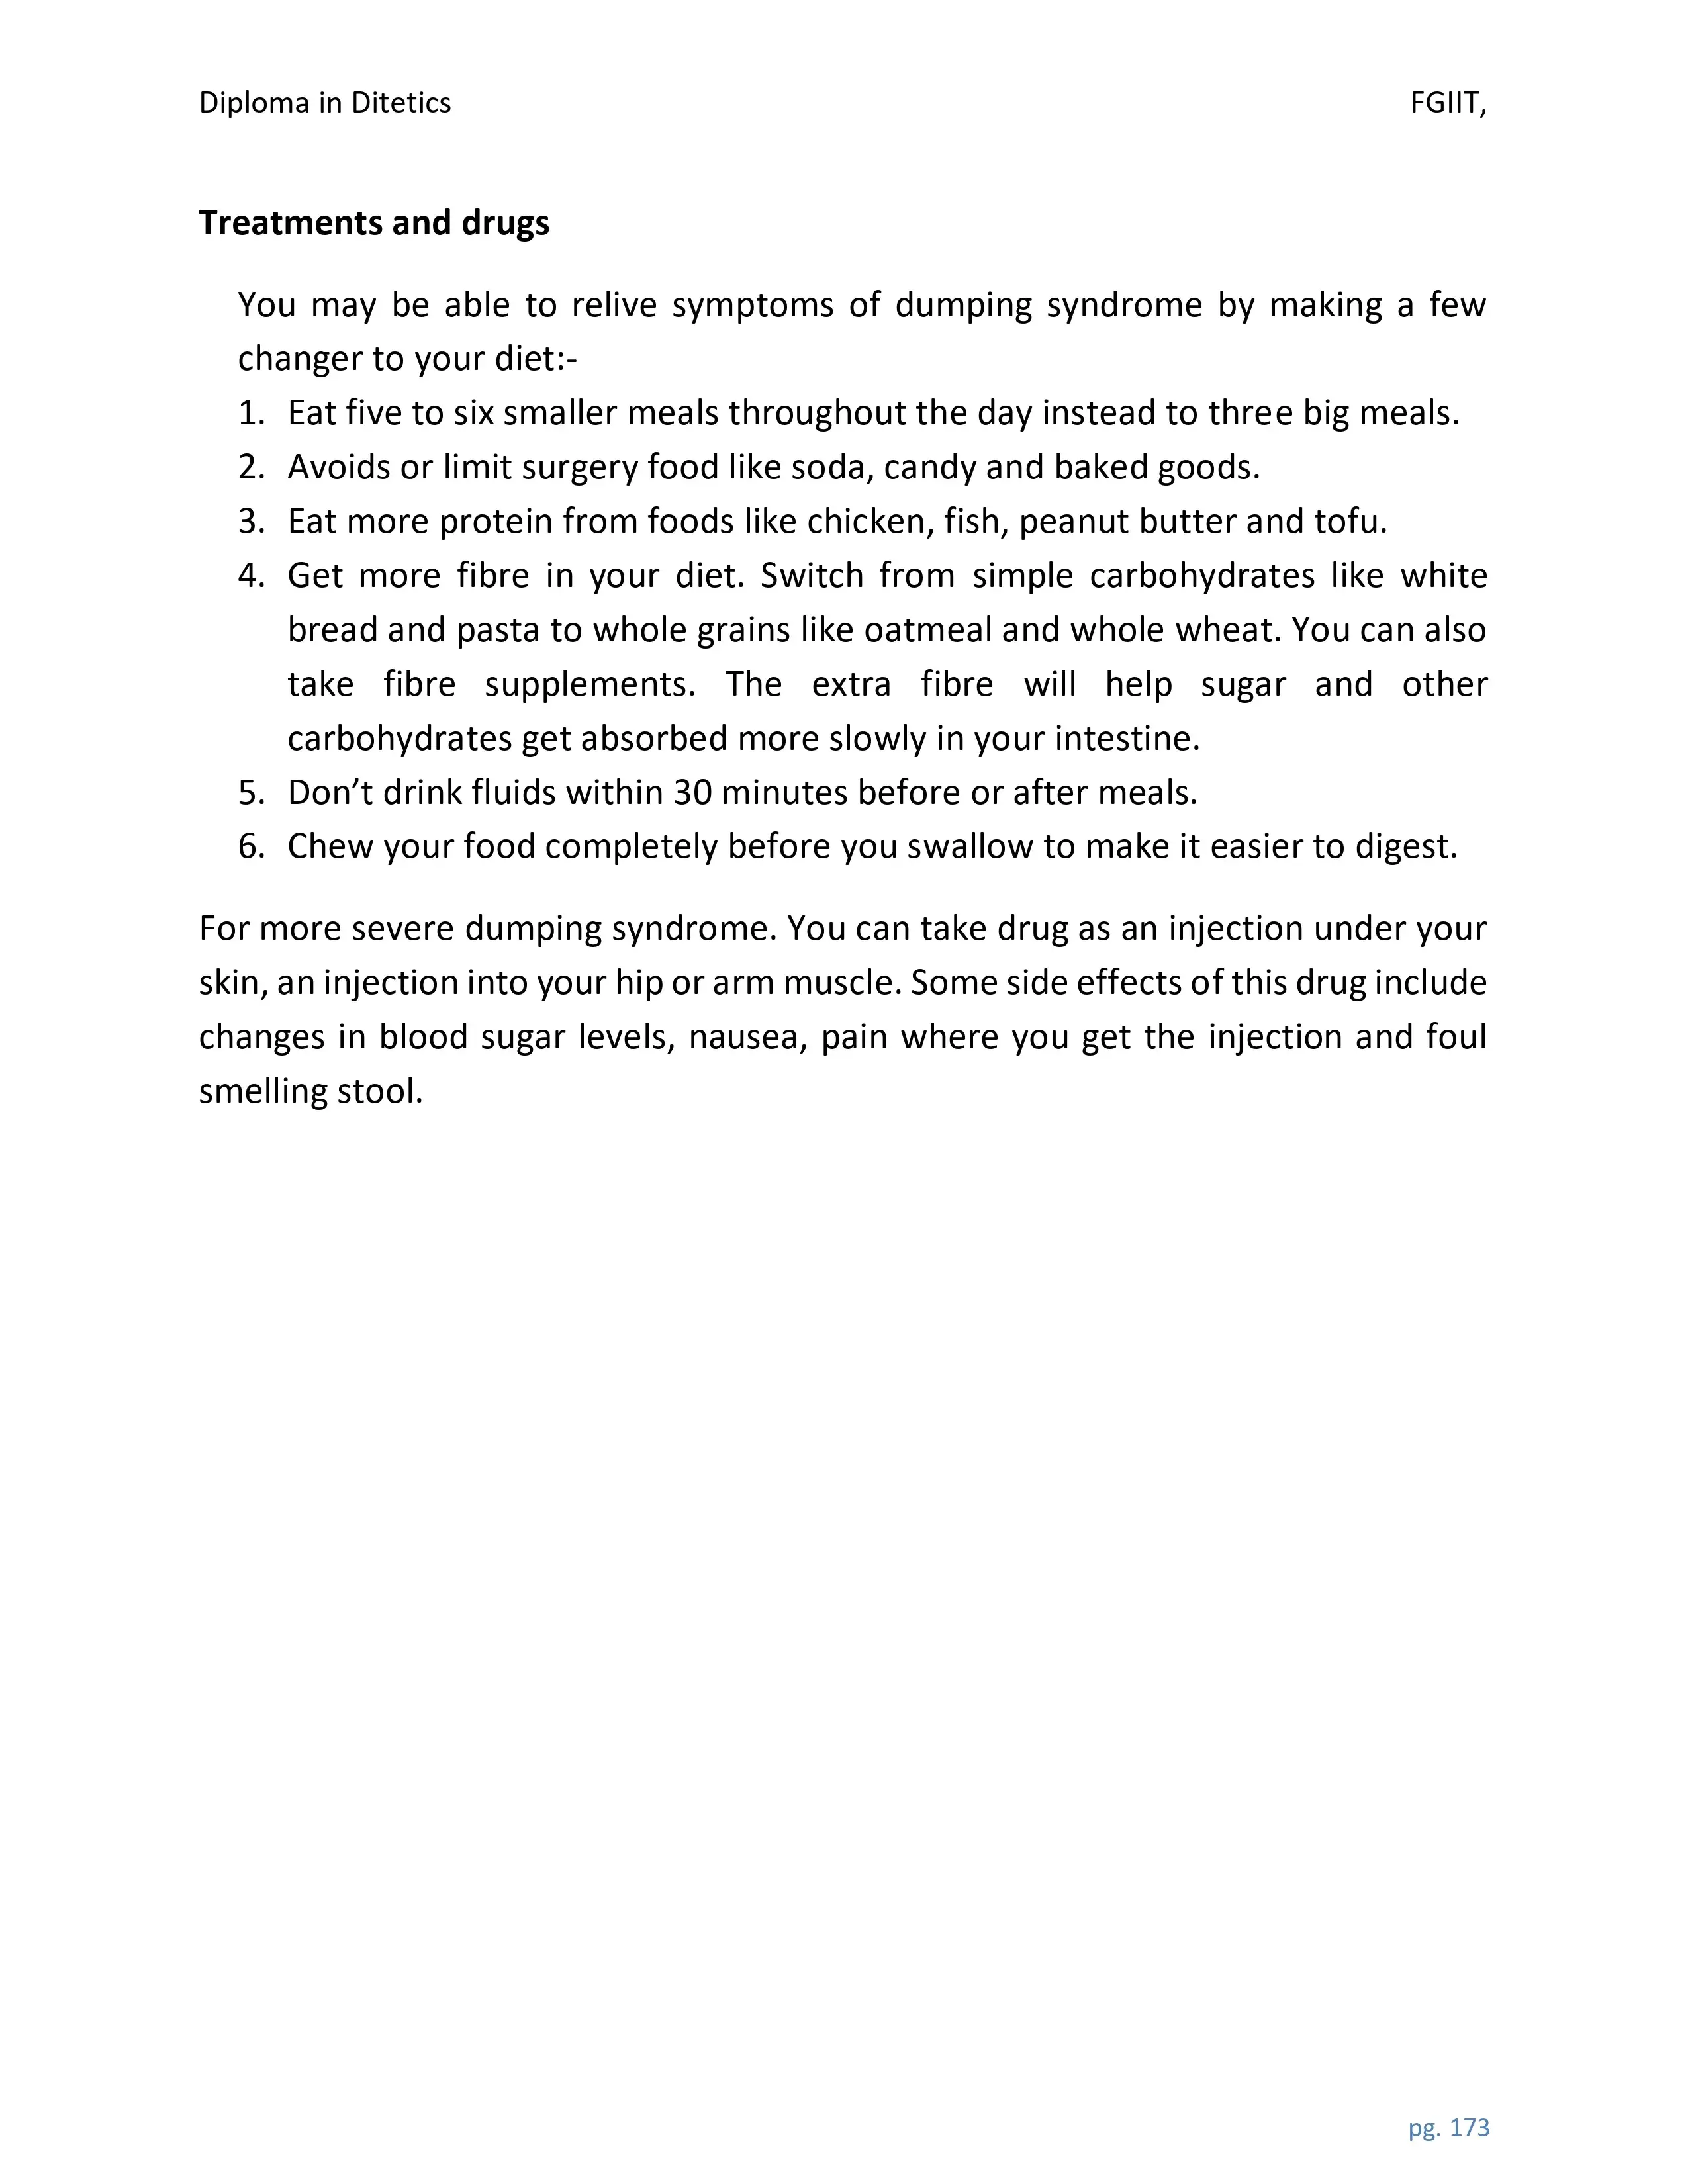 Diploma in Ditetics FGIIT,
Treatments and drugs
You may be able to relive symptoms of dumping syndrome by making a few
changer to your diet:-
1. Eat five to six smaller meals throughout the day instead to three big meals.
2. Avoids or limit surgery food like soda, candy and baked goods.
3. Eat more protein from foods like chicken, fish, peanut butter and tofu.
4. Get more fibre in your diet. Switch from simple carbohydrates like white
bread and pasta to whole grains like oatmeal and whole wheat. You can also
take fibre supplements. The extra fibre will help sugar and other
carbohydrates get absorbed more slowly in your intestine.
5. Don’t drink fluids within 30 minutes before or after meals.
6. Chew your food completely before you swallow to make it easier to digest.
For more severe dumping syndrome. You can take drug as an injection under your
skin, an injection into your hip or arm muscle. Some side effects of this drug include
changes in blood sugar levels, nausea, pain where you get the injection and foul
smelling stool.
pg. 173